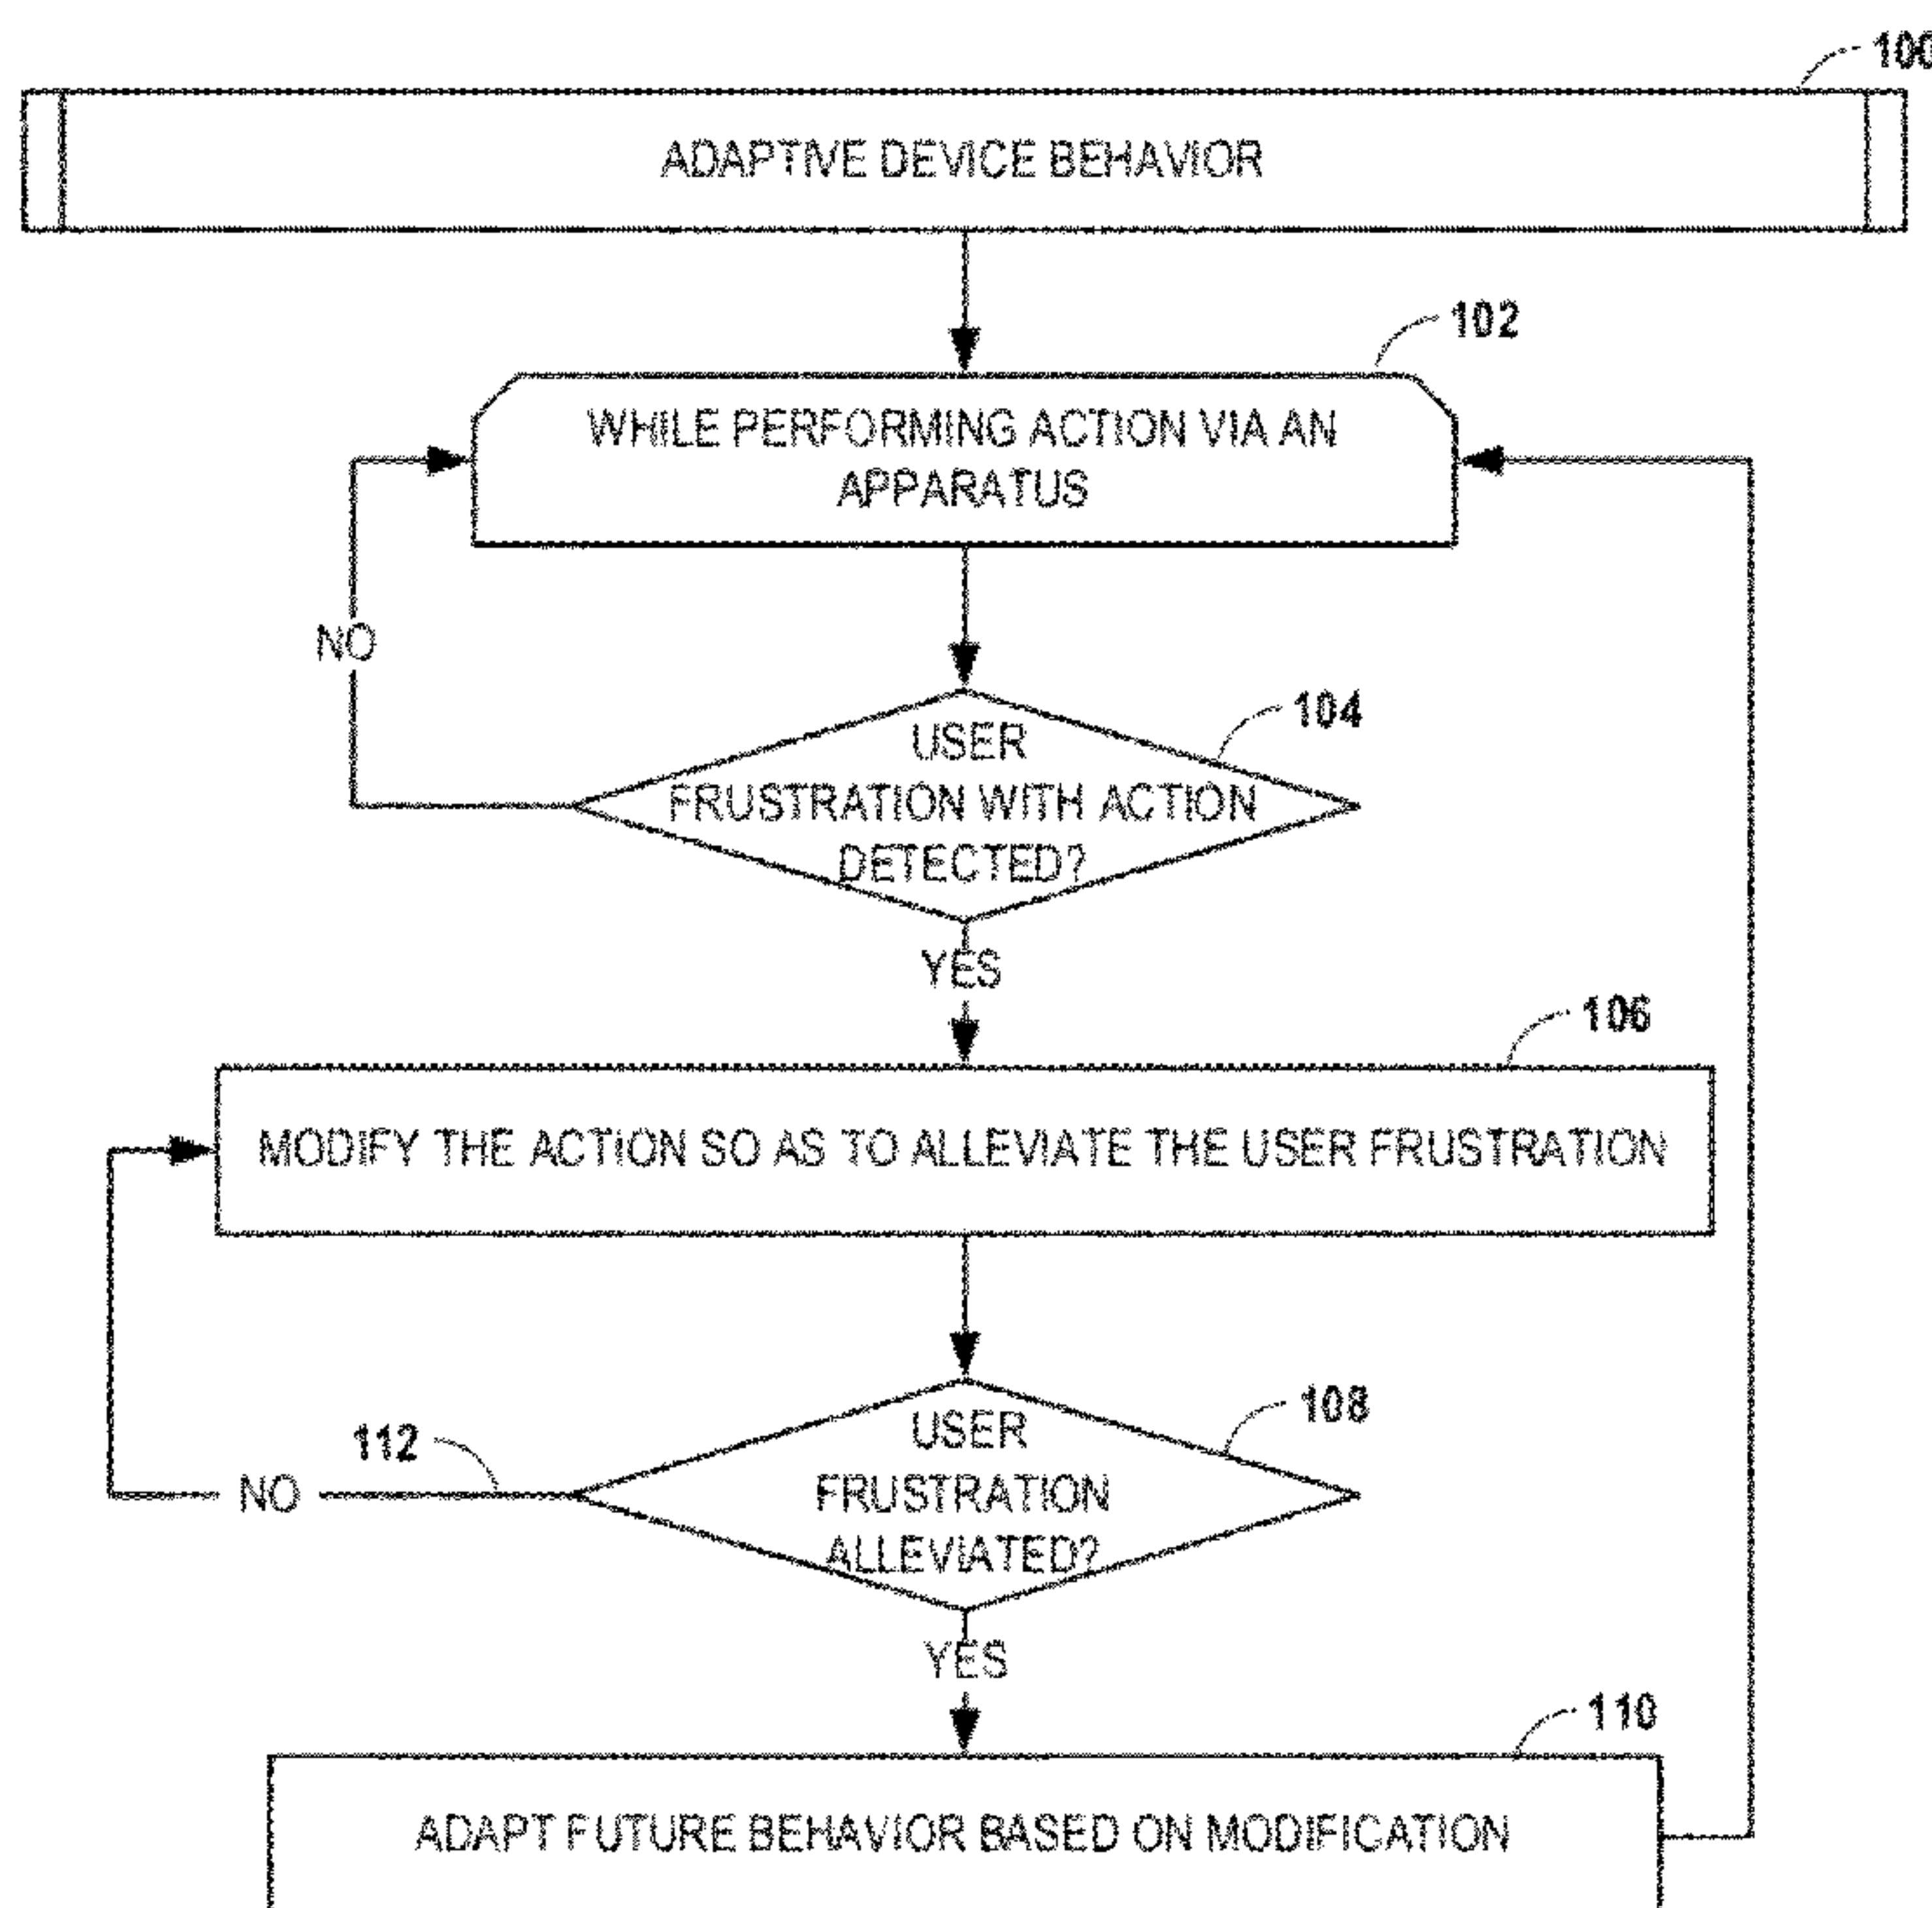 100
ADAPTIVE DEVICE BEHAVIOR
102
WHILE PERFORMING ACTION VIA AN
APPARATUS
NO
104
USER
FRUSTRATION WITH ACTION
DETECTED?
YES
106
MODIFY THE ACTION SO AS TO ALLEVIATE THE USER FRUSTRATION
108
USER
FRUSTRATION
ALLEVIATED?
112
NO
YES
110
ADAPT FUTURE BEHAVIOR BASED ON MODIFICATION